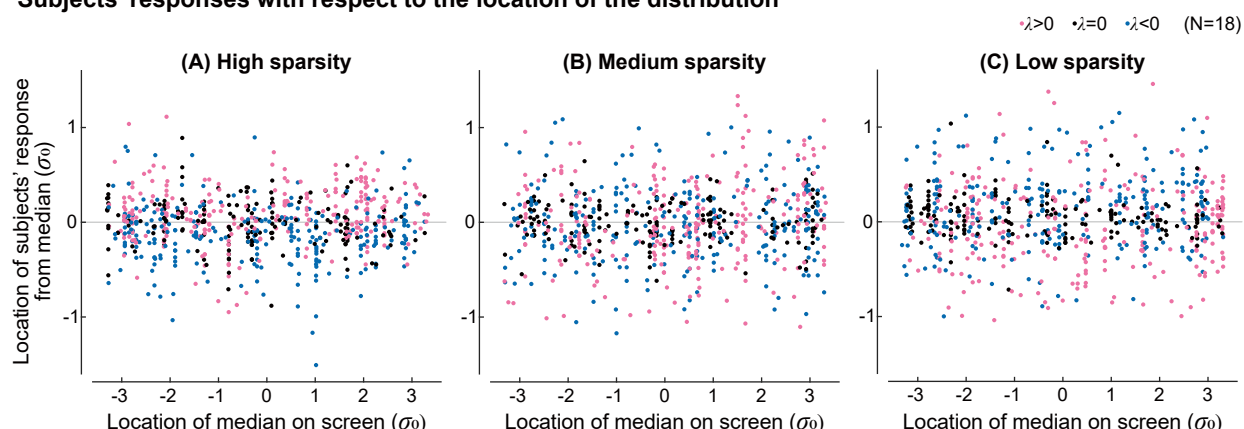 Subjects' responses with respect to the location of the distribution
λ>0 λ=0 λ<0 (N=18)
(A) High sparsity
(B) Medium sparsity
(C) Low sparsity
Location of subjects' response
from median (σ₀)
1
0
-1
1
0
-1
1
0
-1
-3 -2 -1 0 1 2 3
-3 -2 -1 0 1 2 3
-3 -2 -1 0 1 2 3
Location of median on screen (σ₀)
Location of median on screen (σ₀)
Location of median on screen (σ₀)